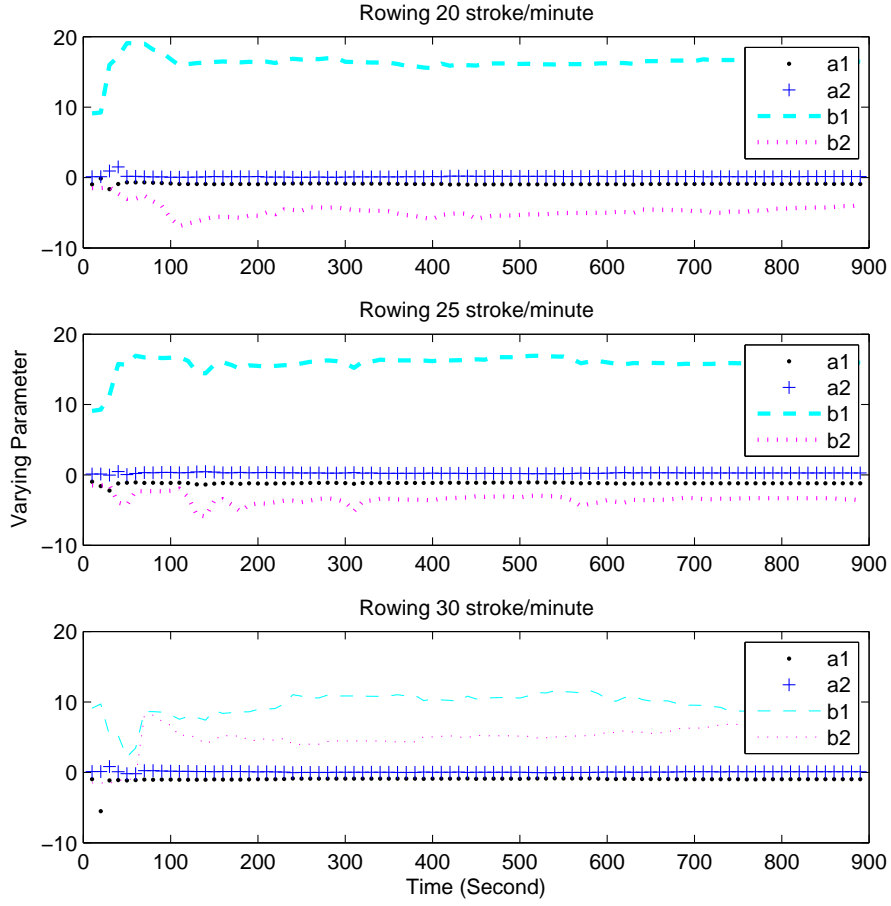 Rowing 20 stroke/minute
20
10
0
−10
a1
a2
b1
b2
0 100 200 300 400 500 600 700 800 900
Rowing 25 stroke/minute
Varying Parameter
20
10
0
−10
a1
a2
b1
b2
0 100 200 300 400 500 600 700 800 900
Rowing 30 stroke/minute
20
10
0
−10
a1
a2
b1
b2
0 100 200 300 400 500 600 700 800 900
Time (Second)